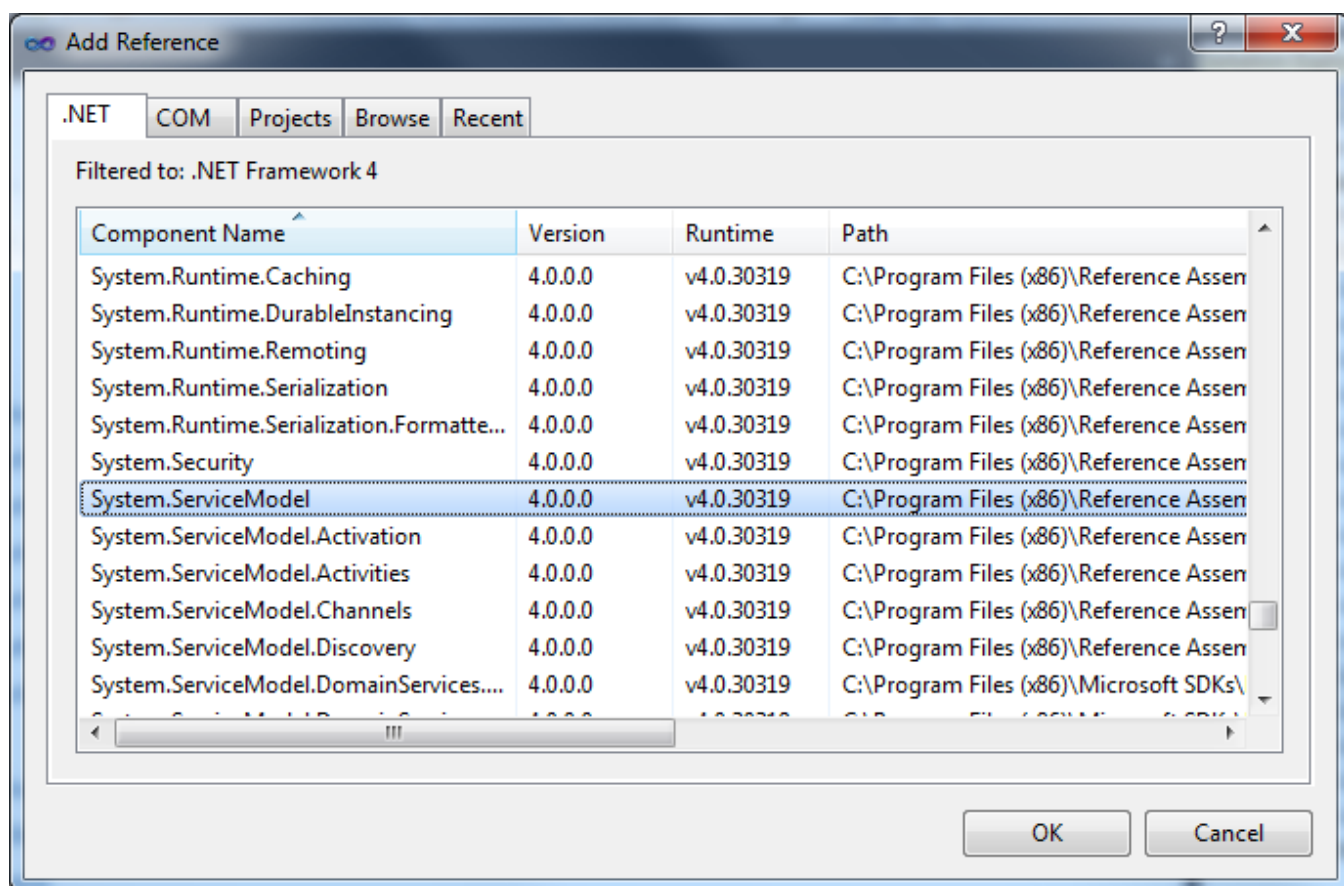 Add Reference
.NET COM Projects Browse Recent
Filtered to: .NET Framework 4
Component Name Version Runtime Path
System.Runtime.Caching 4.0.0.0 v4.0.30319 C:\Program Files (x86)\Reference Assem
System.Runtime.DurableInstancing 4.0.0.0 v4.0.30319 C:\Program Files (x86)\Reference Assem
System.Runtime.Remoting 4.0.0.0 v4.0.30319 C:\Program Files (x86)\Reference Assem
System.Runtime.Serialization 4.0.0.0 v4.0.30319 C:\Program Files (x86)\Reference Assem
System.Runtime.Serialization.Formatte... 4.0.0.0 v4.0.30319 C:\Program Files (x86)\Reference Assem
System.Security 4.0.0.0 v4.0.30319 C:\Program Files (x86)\Reference Assem
System.ServiceModel 4.0.0.0 v4.0.30319 C:\Program Files (x86)\Reference Assem
System.ServiceModel.Activation 4.0.0.0 v4.0.30319 C:\Program Files (x86)\Reference Assem
System.ServiceModel.Activities 4.0.0.0 v4.0.30319 C:\Program Files (x86)\Reference Assem
System.ServiceModel.Channels 4.0.0.0 v4.0.30319 C:\Program Files (x86)\Reference Assem
System.ServiceModel.Discovery 4.0.0.0 v4.0.30319 C:\Program Files (x86)\Reference Assem
System.ServiceModel.DomainServices.... 4.0.0.0 v4.0.30319 C:\Program Files (x86)\Microsoft SDKs\
OK Cancel